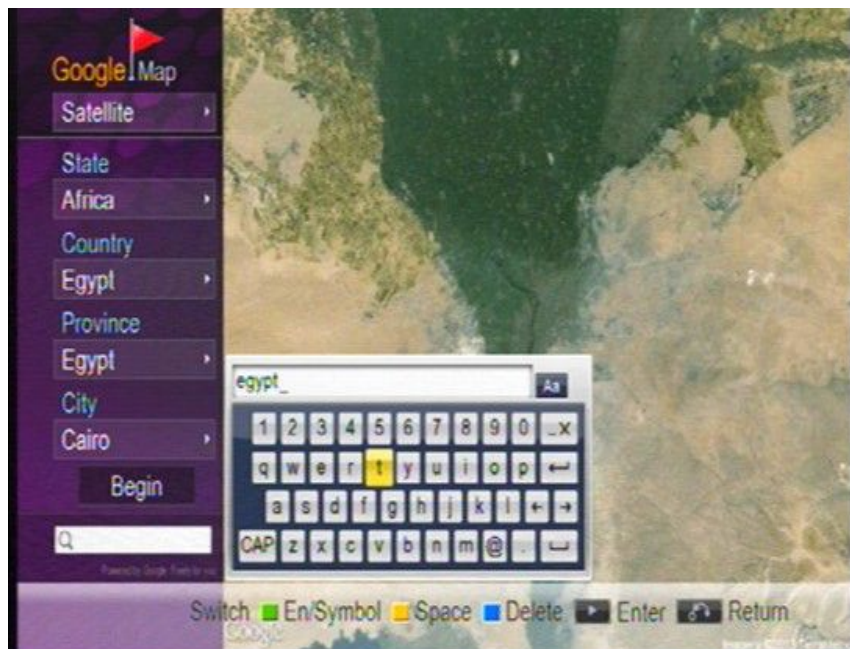 Google Map
Satellite
State
Africa
Country
Egypt
Province
Egypt
City
Cairo
Begin
egypt_
Aa
1 2 3 4 5 6 7 8 9 0 _x
q w e r t y u i o p
a s d f g h j k l
CAP z x c v b n m @ .
Switch En/Symbol Space Delete Enter Return
Google